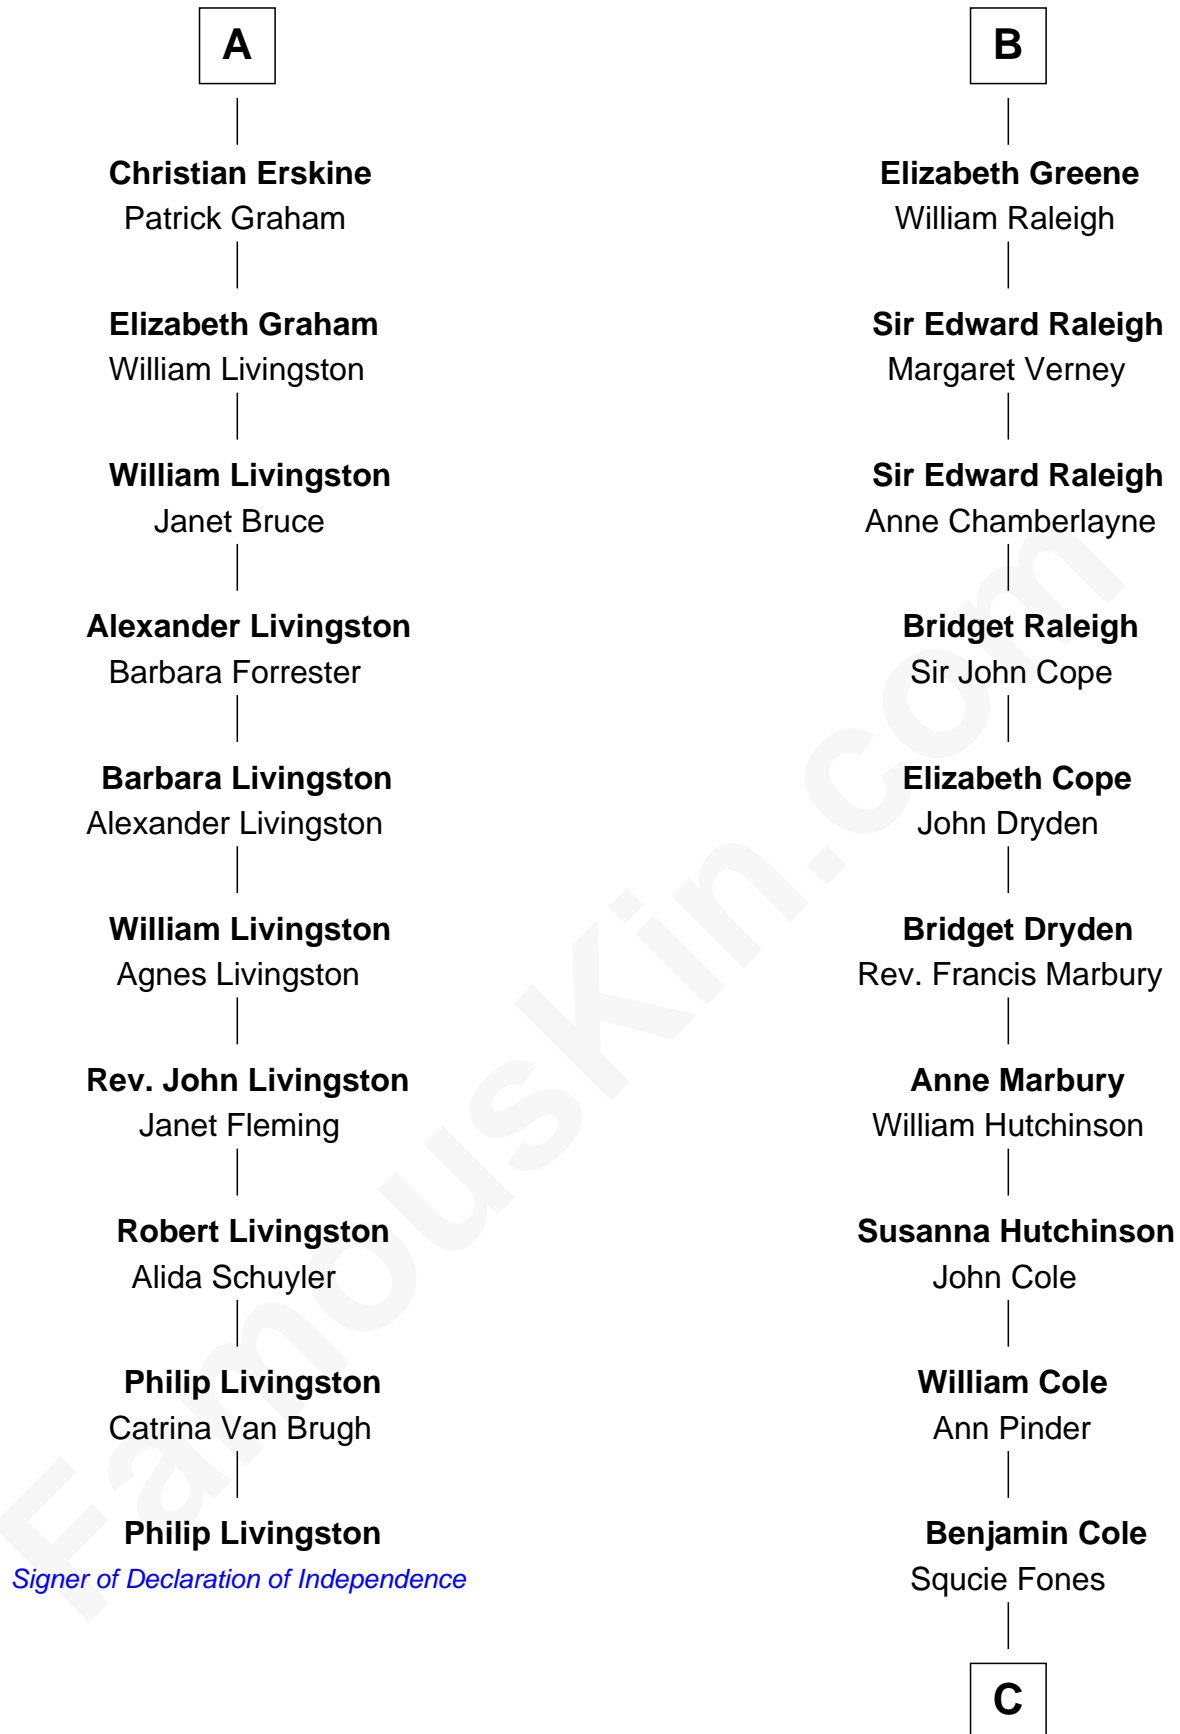 A
Christian Erskine
Patrick Graham
Elizabeth Graham
William Livingston
William Livingston
Janet Bruce
Alexander Livingston
Barbara Forrester
Barbara Livingston
Alexander Livingston
William Livingston
Agnes Livingston
Rev. John Livingston
Janet Fleming
Robert Livingston
Alida Schuyler
Philip Livingston
Catrina Van Brugh
Philip Livingston
Signer of Declaration of Independence
B
Elizabeth Greene
William Raleigh
Sir Edward Raleigh
Margaret Verney
Sir Edward Raleigh
Anne Chamberlayne
Bridget Raleigh
Sir John Cope
Elizabeth Cope
John Dryden
Bridget Dryden
Rev. Francis Marbury
Anne Marbury
William Hutchinson
Susanna Hutchinson
John Cole
William Cole
Ann Pinder
Benjamin Cole
Squcie Fones
C
FamousKin.com